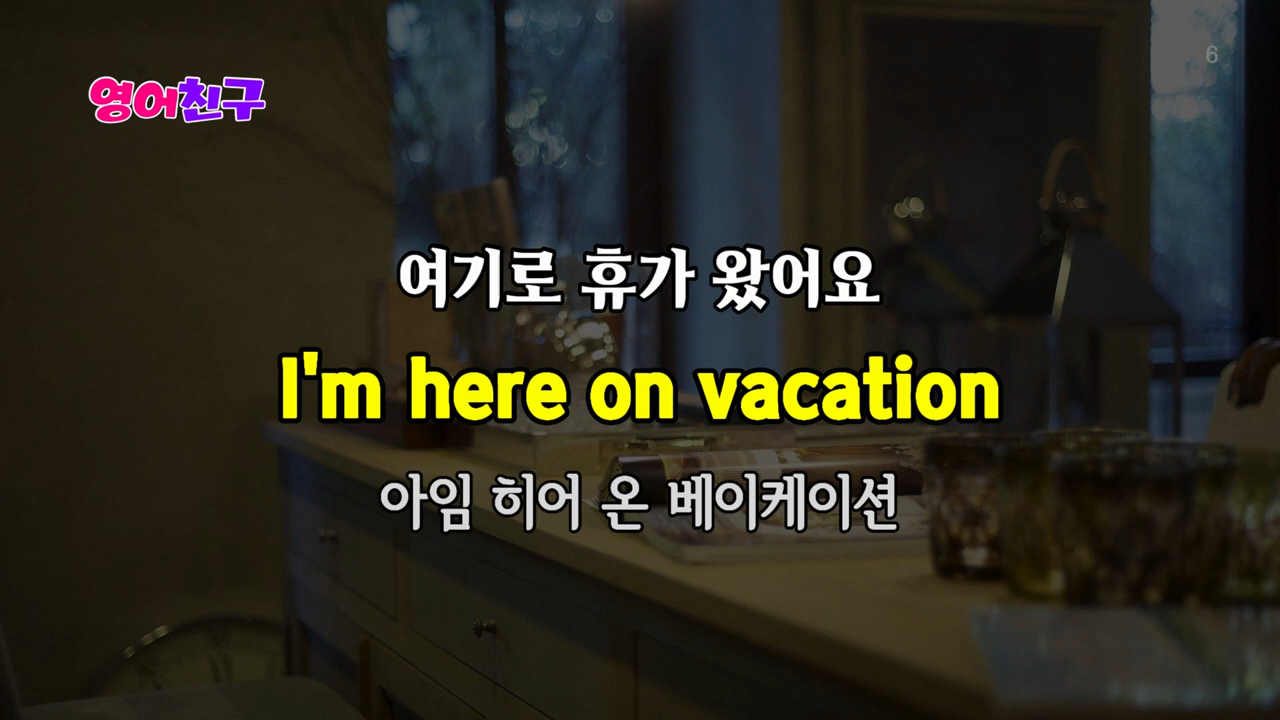 영어친구
6
여기로 휴가 왔어요
I'm here on vacation
아임 히어 온 베이케이션